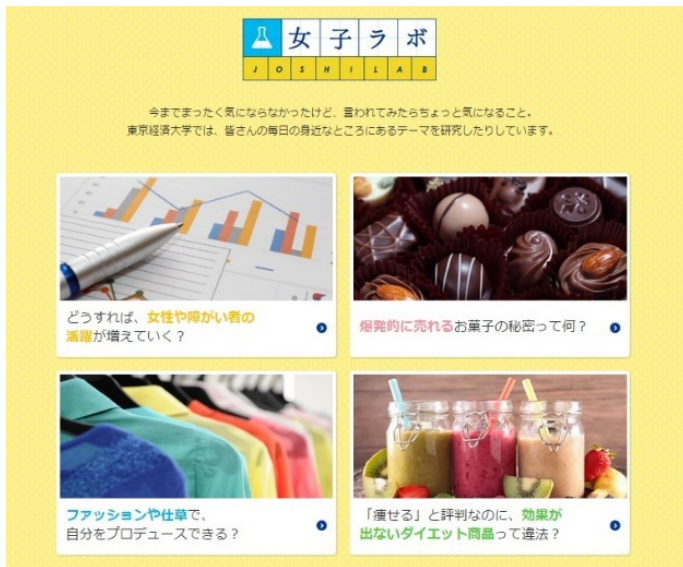 女子ラボ
JOSHILAB
今までまったく気にならなかったけど、言われてみたらちょっと気になること。
東京経済大学では、皆さんの毎日の身近なところにあるテーマを研究したりしています。
どうすれば、女性や障がい者の
活躍が増えていく？
爆発的に売れるお菓子の秘密って何？
ファッションや仕草で、
自分をプロデュースできる？
「痩せる」と評判なのに、効果が
出ないダイエット商品って違法？